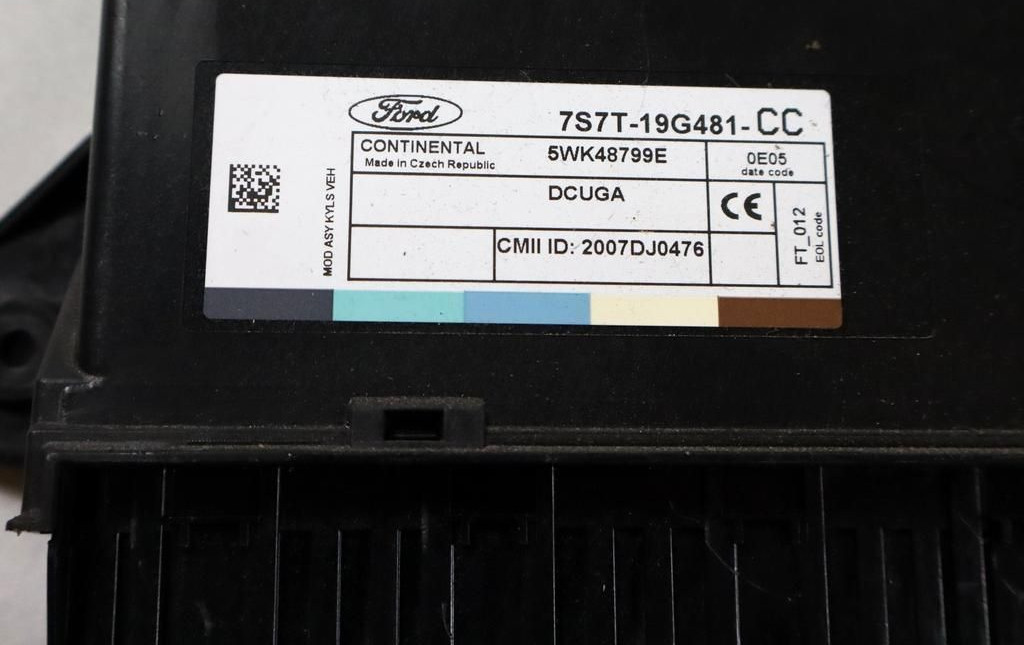 Ford
7S7T-19G481-CC
CONTINENTAL
Made in Czech Republic
5WK48799E
0E05
date code
DCUGA
CE
CMII ID: 2007DJ0476
FT_012
EOL code
MOD ASY KYLS VEH